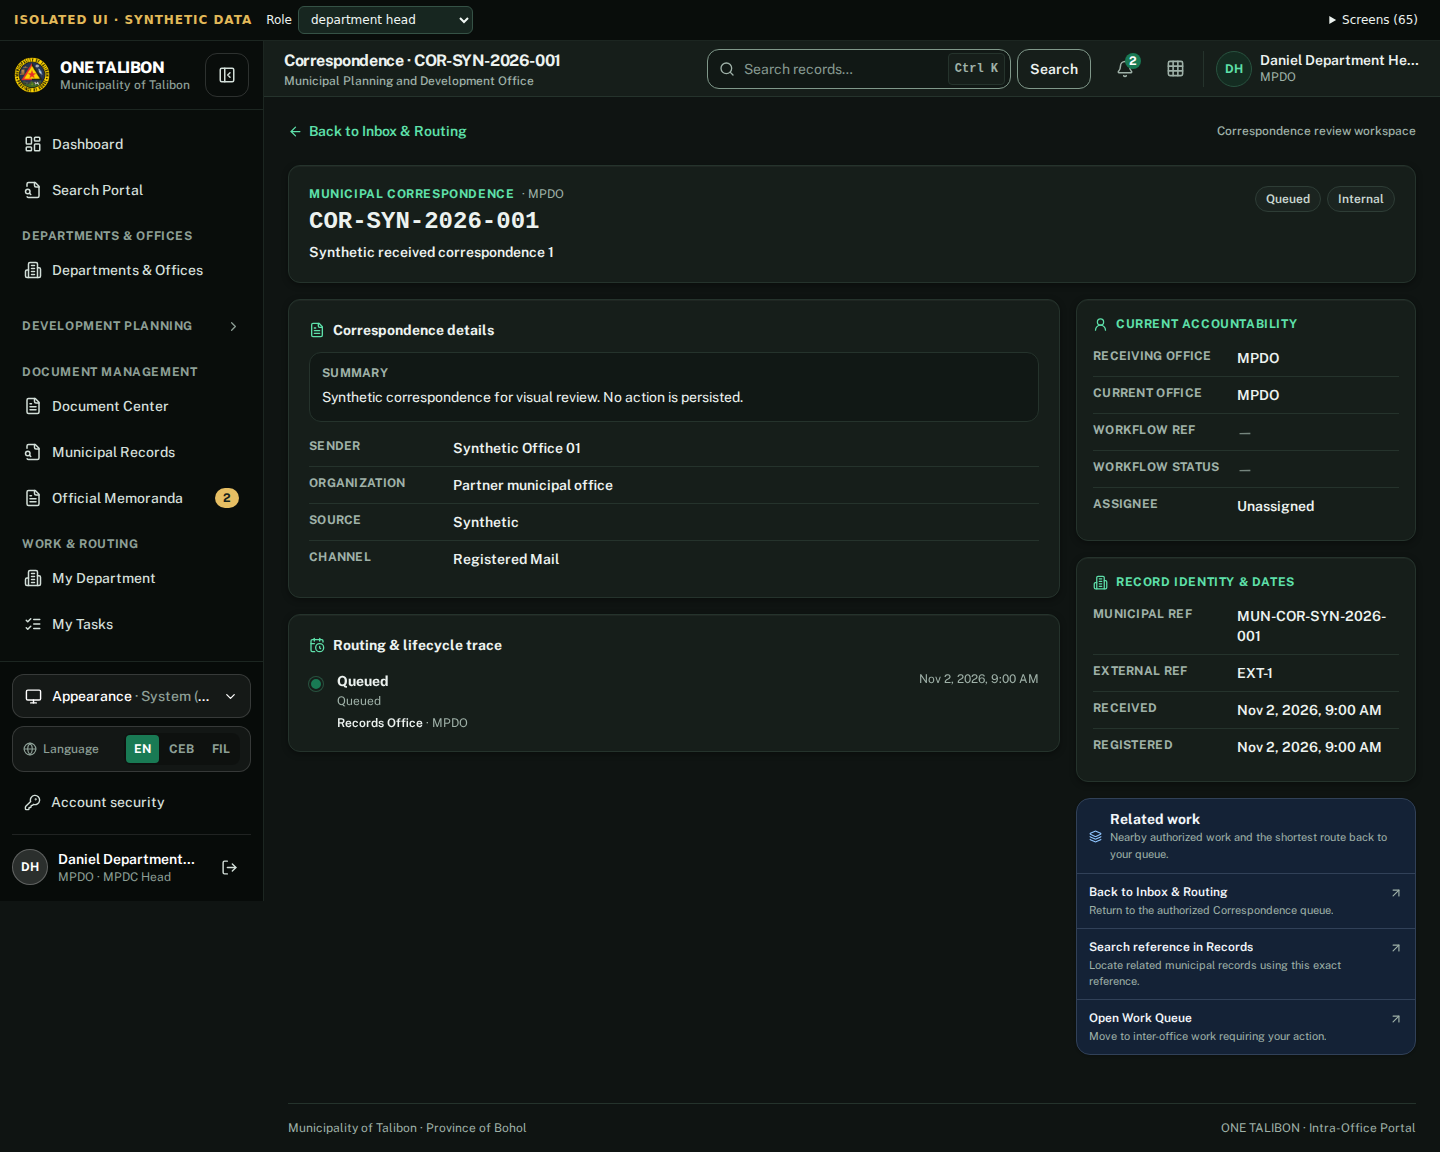 ISOLATED UI · SYNTHETIC DATA Role department head Screens (65)
ONE TALIBON
Municipality of Talibon
Correspondence · COR-SYN-2026-001
Municipal Planning and Development Office
Search records... Ctrl K Search
2
DH Daniel Department He...
MPDO
Dashboard
Search Portal
DEPARTMENTS & OFFICES
Departments & Offices
DEVELOPMENT PLANNING
DOCUMENT MANAGEMENT
Document Center
Municipal Records
Official Memoranda 2
WORK & ROUTING
My Department
My Tasks
Appearance · System (...
Language EN CEB FIL
Account security
DH Daniel Department...
MPDO · MPDC Head
Back to Inbox & Routing
Correspondence review workspace
MUNICIPAL CORRESPONDENCE · MPDO
COR-SYN-2026-001
Synthetic received correspondence 1
Queued Internal
Correspondence details
SUMMARY
Synthetic correspondence for visual review. No action is persisted.
SENDER Synthetic Office 01
ORGANIZATION Partner municipal office
SOURCE Synthetic
CHANNEL Registered Mail
Routing & lifecycle trace
Queued Nov 2, 2026, 9:00 AM
Queued
Records Office · MPDO
CURRENT ACCOUNTABILITY
RECEIVING OFFICE MPDO
CURRENT OFFICE MPDO
WORKFLOW REF —
WORKFLOW STATUS —
ASSIGNEE Unassigned
RECORD IDENTITY & DATES
MUNICIPAL REF MUN-COR-SYN-2026-
001
EXTERNAL REF EXT-1
RECEIVED Nov 2, 2026, 9:00 AM
REGISTERED Nov 2, 2026, 9:00 AM
Related work
Nearby authorized work and the shortest route back to
your queue.
Back to Inbox & Routing
Return to the authorized Correspondence queue.
Search reference in Records
Locate related municipal records using this exact
reference.
Open Work Queue
Move to inter-office work requiring your action.
Municipality of Talibon · Province of Bohol
ONE TALIBON · Intra-Office Portal